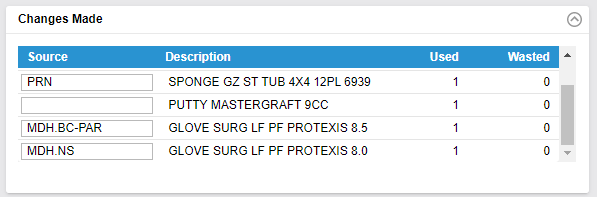 Changes Made
Source Description Used Wasted
PRN SPONGE GZ ST TUB 4X4 12PL 6939 1 0
PUTTY MASTERGRAFT 9CC 1 0
MDH.BC-PAR GLOVE SURG LF PF PROTEXIS 8.5 1 0
MDH.NS GLOVE SURG LF PF PROTEXIS 8.0 1 0